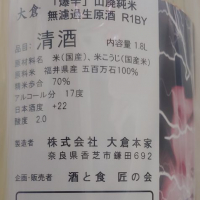 大倉 「爆辛」山廃純米
無濾過生原酒 R1BY
品目: 清酒 内容量 1.8L
原材料名 米(国産)、米こうじ(国産米)
原料米 福井県産 五百万石100%
精米歩合 70%
アルコール分 17度
日本酒度 +22
酸度 2.0
製造者 株式会社 大倉本家
奈良県香芝市鎌田692
企画・販売者 酒と食 匠の会